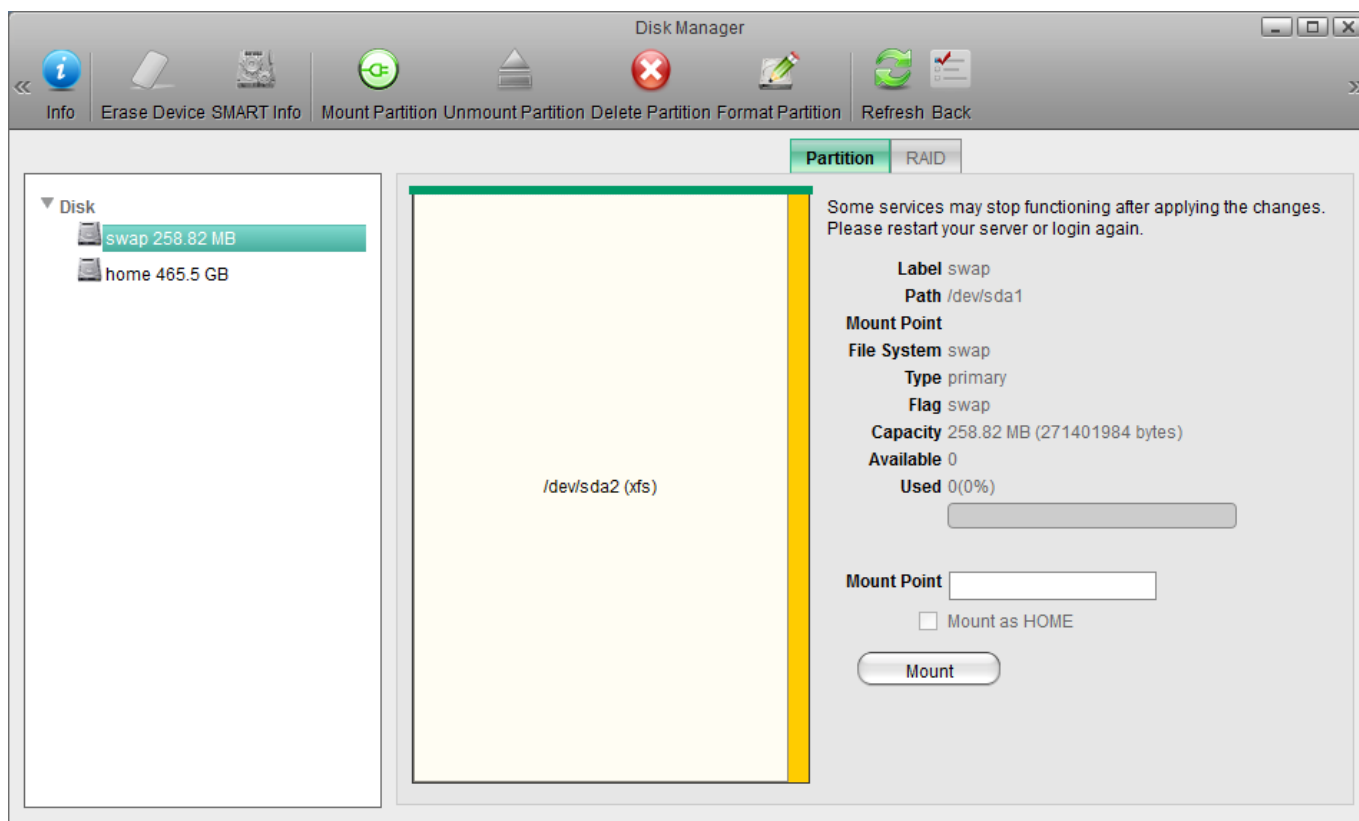 Disk Manager
Info Erase Device SMART Info Mount Partition Unmount Partition Delete Partition Format Partition Refresh Back
Partition RAID
Disk
swap 258.82 MB
home 465.5 GB
/dev/sda2 (xfs)
Some services may stop functioning after applying the changes.
Please restart your server or login again.
Label swap
Path /dev/sda1
Mount Point
File System swap
Type primary
Flag swap
Capacity 258.82 MB (271401984 bytes)
Available 0
Used 0(0%)
Mount Point
Mount as HOME
Mount